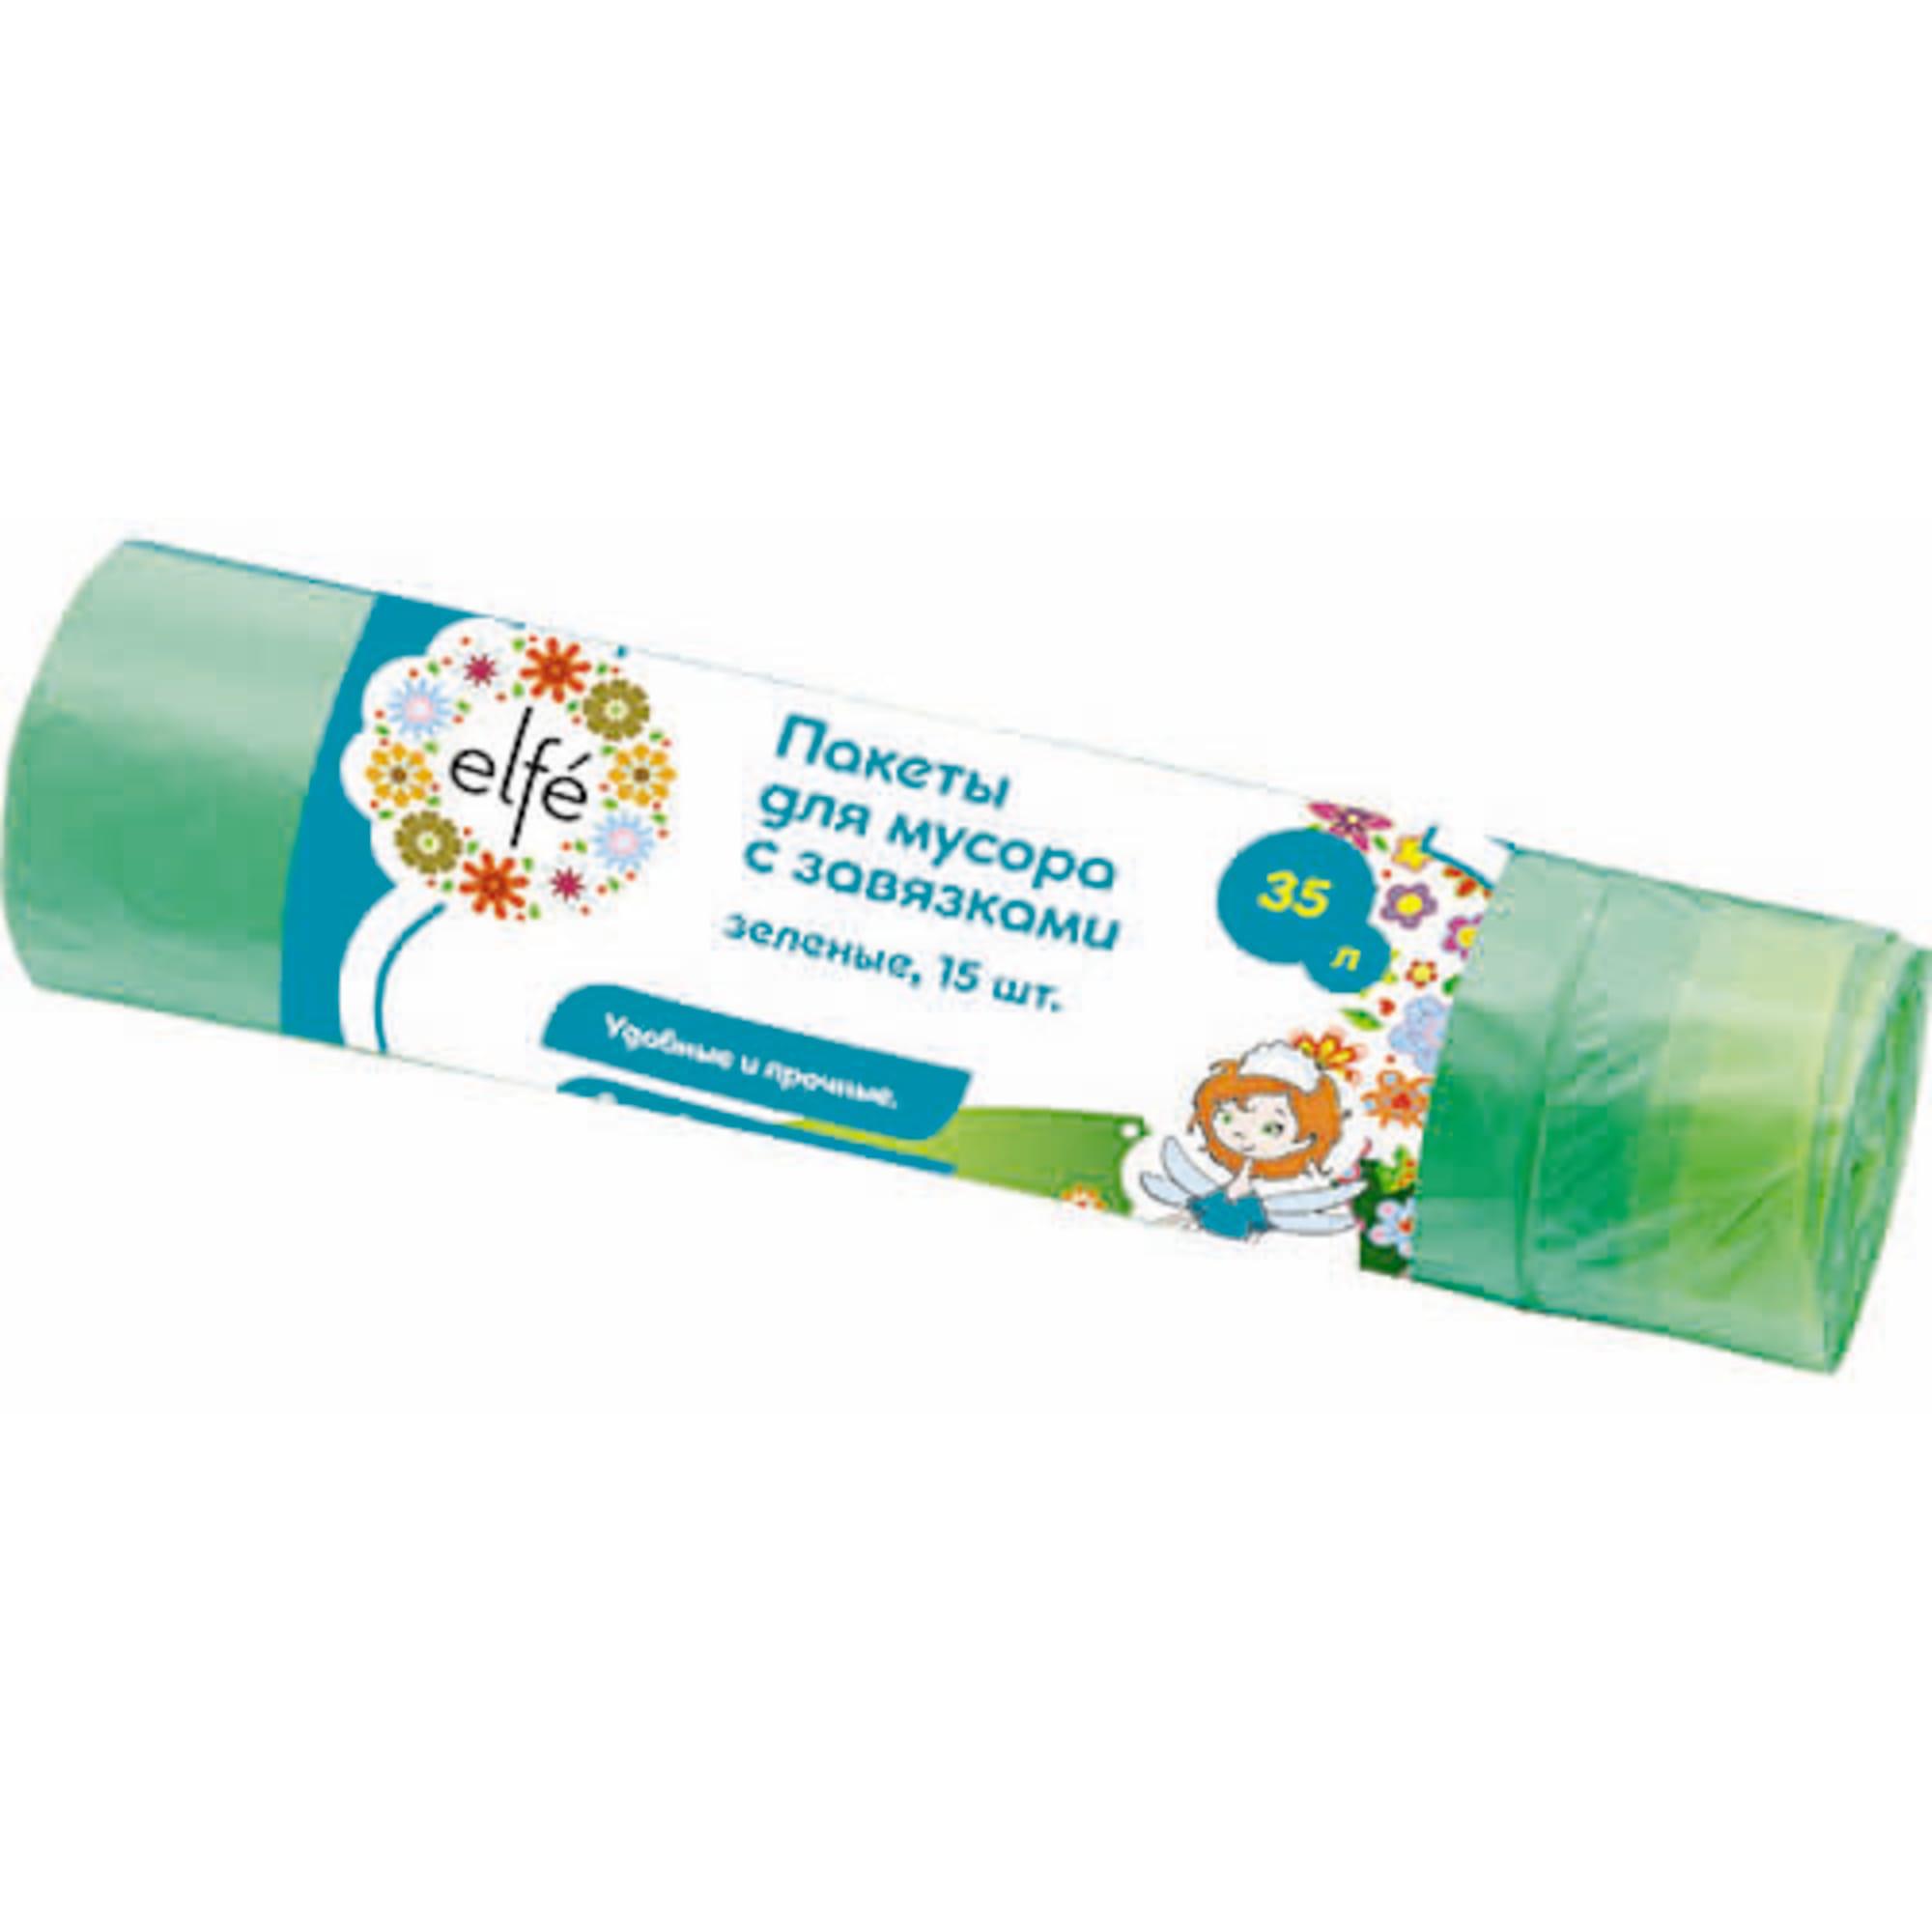 elfé
Пакеты
для мусора
с завязками
зеленые, 15 шт.
35
л
Удобные и прочные.